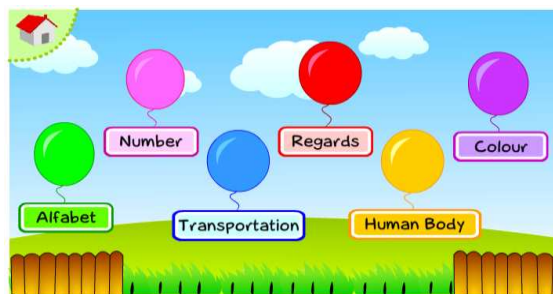 Number
Regards
Colour
Alfabet
Transportation
Human Body